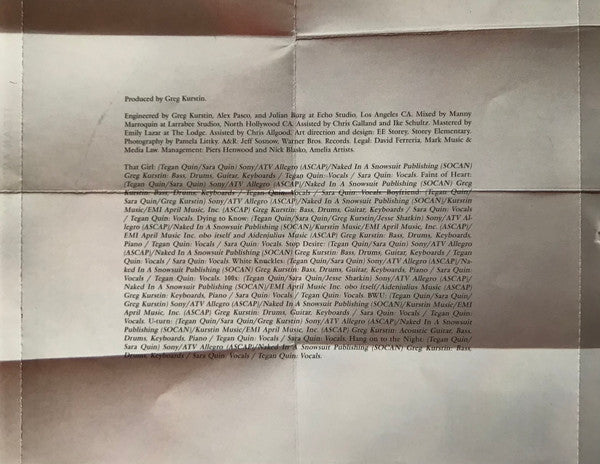 Produced by Greg Kurstin.
Engineered by Greg Kurstin, Alex Pasco, and Julian Burg at Echo Studio, Los Angeles CA. Mixed by Manny
Marroquin at Larrabee Studios, North Hollywood CA. Assisted by Chris Galland and Ike Schultz. Mastered by
Emily Lazar at The Lodge. Assisted by Chris Allgood. Art direction and design: EE Storey, Storey Elementary.
Photography by Pamela Littky. A&R: Jeff Sosnow, Warner Bros. Records. Legal: David Ferreria, Mark Music &
Media Law. Management: Piers Henwood and Nick Blasko, Amelia Artists.
That Girl: (Tegan Quin/Sara Quin) Sony/ATV Allegro (ASCAP)/Naked In A Snowsuit Publishing (SOCAN)
Greg Kurstin: Bass, Drums, Guitar, Keyboards / Tegan Quin: Vocals / Sara Quin: Vocals. Faint of Heart:
(Tegan Quin/Sara Quin) Sony/ATV Allegro (ASCAP)/Naked In A Snowsuit Publishing (SOCAN) Greg
Kurstin: Bass, Drums, Keyboards / Tegan Quin: Vocals / Sara Quin: Vocals. Boyfriend: (Tegan Quin/
Sara Quin/Greg Kurstin) Sony/ATV Allegro (ASCAP)/Naked In A Snowsuit Publishing (SOCAN)/Kurstin
Music/EMI April Music, Inc. (ASCAP) Greg Kurstin: Bass, Drums, Guitar, Keyboards / Sara Quin: Vocals
/ Tegan Quin: Vocals. Dying to Know: (Tegan Quin/Sara Quin/Greg Kurstin/Jesse Shatkin) Sony/ATV Al-
legro (ASCAP)/Naked In A Snowsuit Publishing (SOCAN)/Kurstin Music/EMI April Music, Inc. (ASCAP)/
EMI April Music Inc. obo itself and Aidenjulius Music (ASCAP) Greg Kurstin: Bass, Drums, Keyboards,
Piano / Tegan Quin: Vocals / Sara Quin: Vocals. Stop Desire: (Tegan Quin/Sara Quin) Sony/ATV Allegro
(ASCAP)/Naked In A Snowsuit Publishing (SOCAN) Greg Kurstin: Bass, Drums, Guitar, Keyboards / Tegan
Quin: Vocals / Sara Quin: Vocals. White Knuckles: (Tegan Quin/Sara Quin) Sony/ATV Allegro (ASCAP)/Na-
ked In A Snowsuit Publishing (SOCAN) Greg Kurstin: Bass, Drums, Guitar, Keyboards, Piano / Sara Quin:
Vocals / Tegan Quin: Vocals. 100x: (Tegan Quin/Sara Quin/Jesse Shatkin) Sony/ATV Allegro (ASCAP)/
Naked In A Snowsuit Publishing (SOCAN)/EMI April Music Inc. obo itself/Aidenjulius Music (ASCAP)
Greg Kurstin: Keyboards, Piano / Sara Quin: Vocals / Tegan Quin: Vocals. BWU: (Tegan Quin/Sara Quin/
Greg Kurstin) Sony/ATV Allegro (ASCAP)/Naked In A Snowsuit Publishing (SOCAN)/Kurstin Music/EMI
April Music, Inc. (ASCAP) Greg Kurstin: Drums, Guitar, Keyboards / Sara Quin: Vocals / Tegan Quin:
Vocals. U-turn: (Tegan Quin/Sara Quin/Greg Kurstin) Sony/ATV Allegro (ASCAP)/Naked In A Snowsuit
Publishing (SOCAN)/Kurstin Music/EMI April Music, Inc. (ASCAP) Greg Kurstin: Acoustic Guitar, Bass,
Drums, Keyboards, Piano / Tegan Quin: Vocals / Sara Quin: Vocals. Hang on to the Night: (Tegan Quin/
Sara Quin) Sony/ATV Allegro (ASCAP)/Naked In A Snowsuit Publishing (SOCAN) Greg Kurstin: Bass,
Drums, Keyboards / Sara Quin: Vocals / Tegan Quin: Vocals.